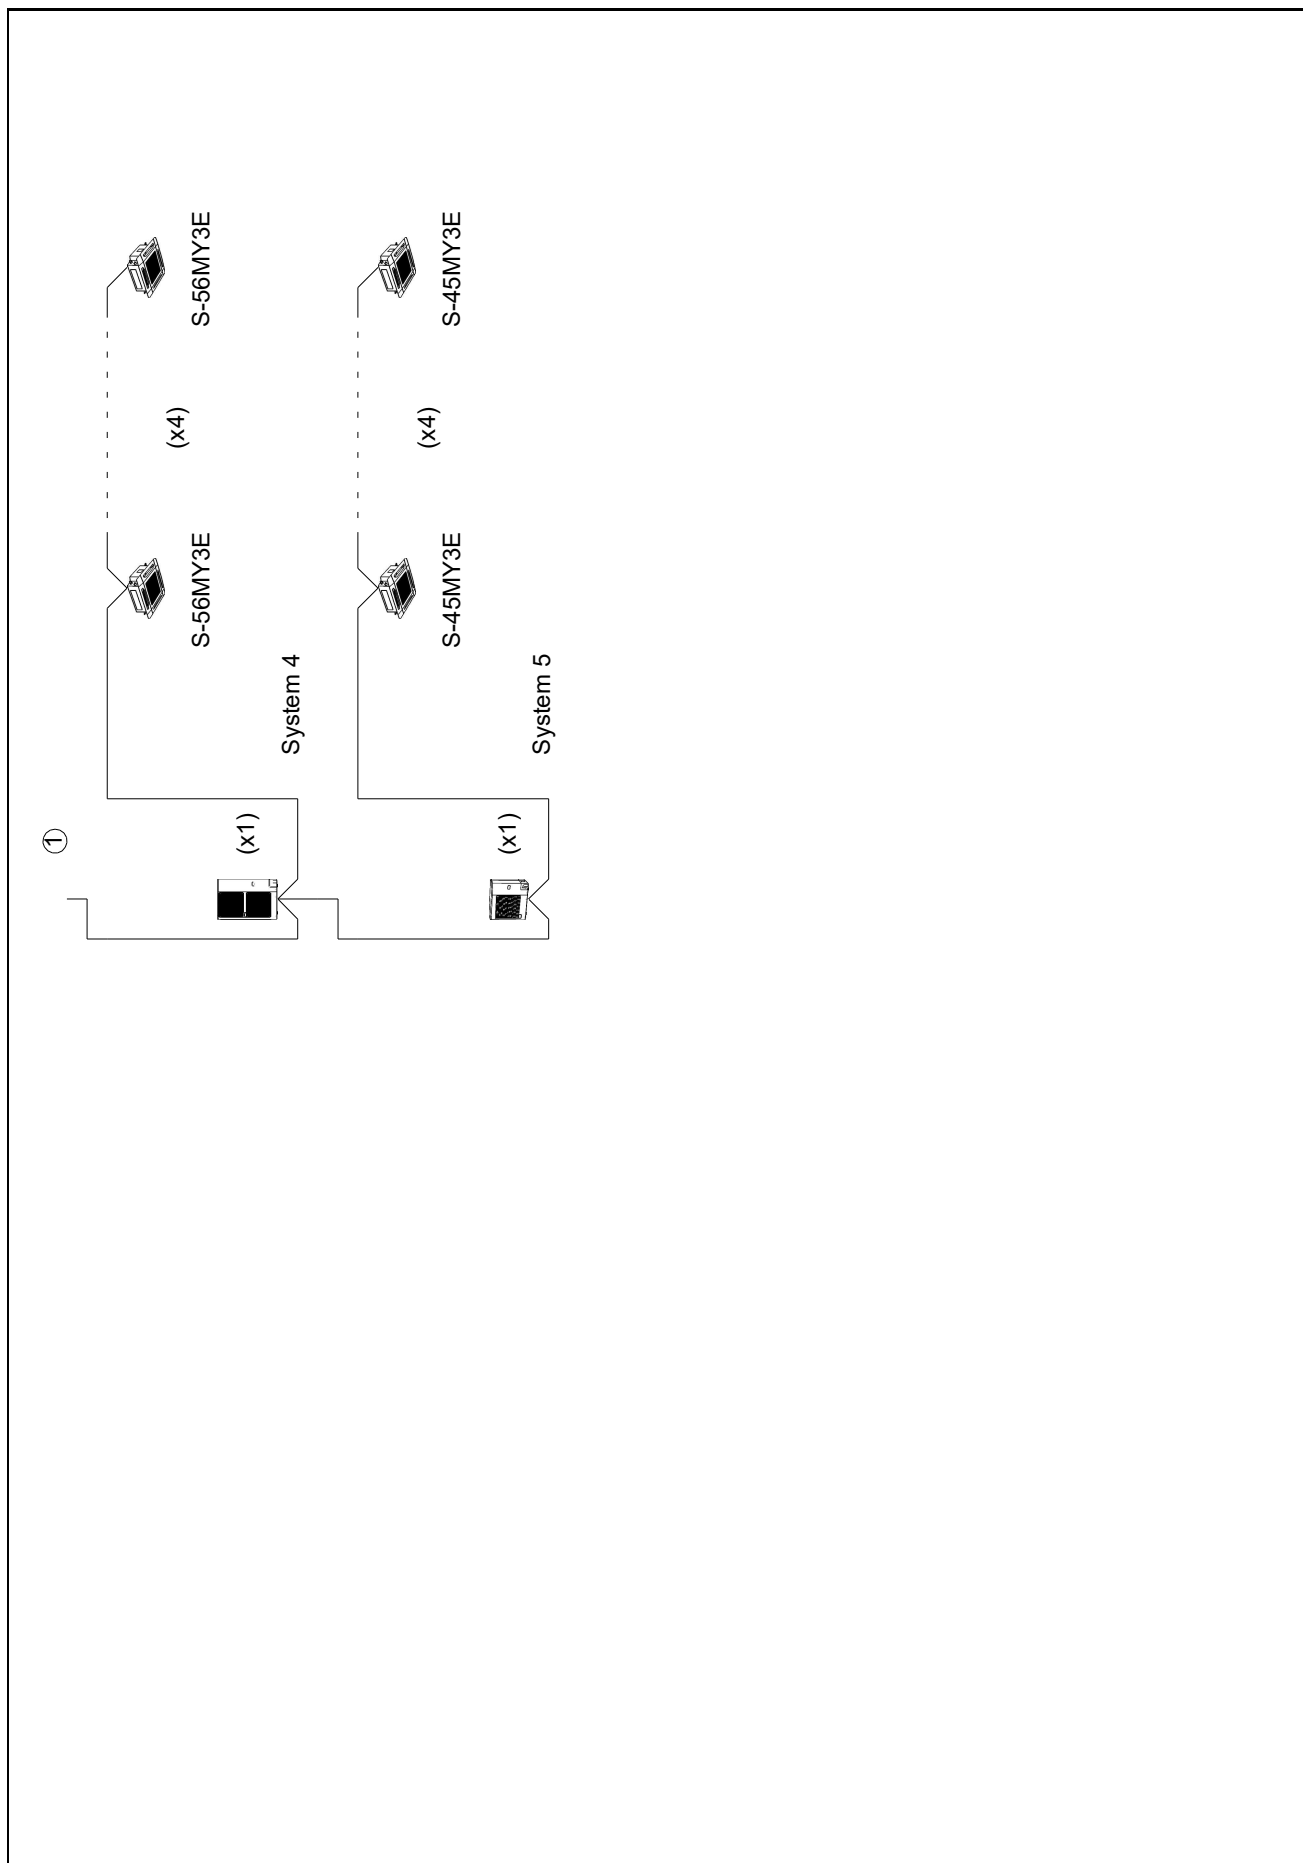 ①
(x4)
S-56MY3E S-56MY3E
(x1)
System 4
(x4)
S-45MY3E S-45MY3E
(x1)
System 5